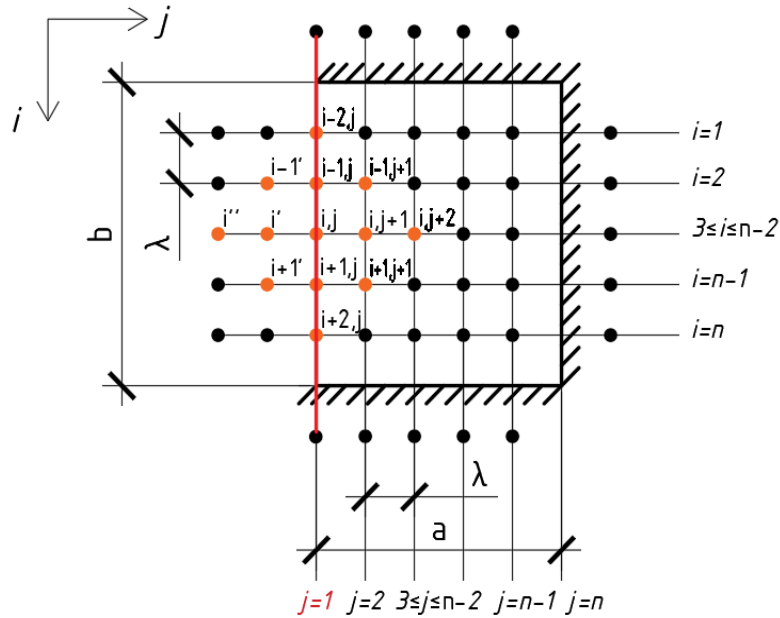 j
i
i-2,j
i=1
i-1' i-1,j i-1,j+1
i=2
i'' i' i,j i,j+1 i,j+2
3≤i≤n-2
b
λ
i+1' i+1,j i+1,j+1
i=n-1
i+2,j
i=n
λ
a
j=1 j=2 3≤j≤n-2 j=n-1 j=n